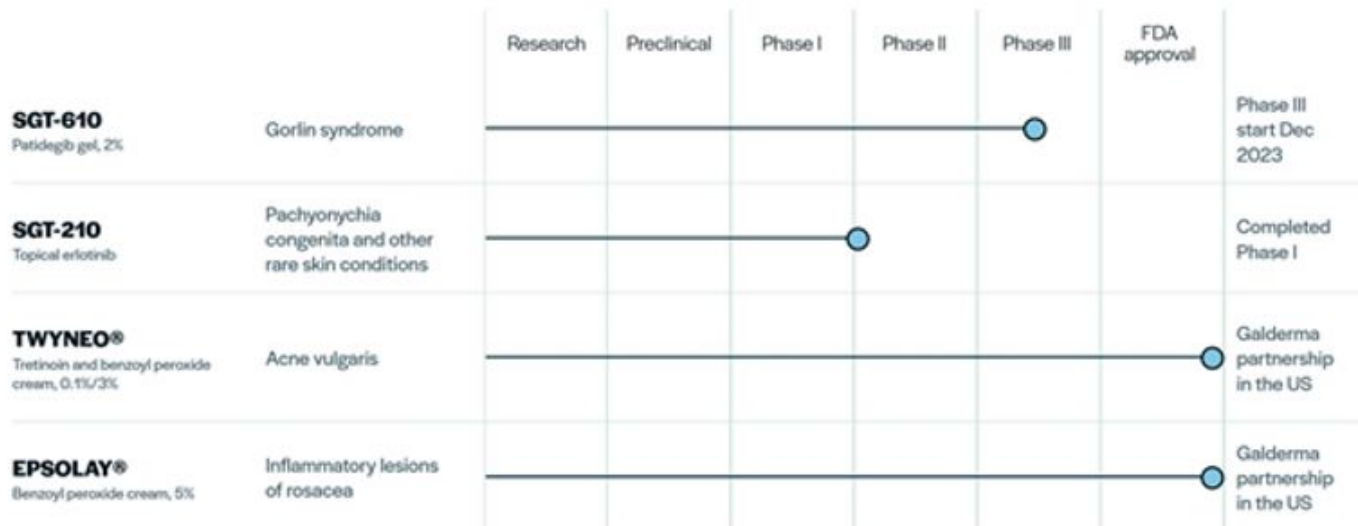 Research Preclinical Phase I Phase II Phase III FDA approval
SGT-610
Patidegib gel, 2%
Gorlin syndrome
Phase III
start Dec
2023
SGT-210
Topical erlotinib
Pachyonychia
congenita and other
rare skin conditions
Completed
Phase I
TWYNEO®
Tretinoin and benzoyl peroxide
cream, 0.1%/3%
Acne vulgaris
Galderma
partnership
in the US
EPSOLAY®
Benzoyl peroxide cream, 5%
Inflammatory lesions
of rosacea
Galderma
partnership
in the US